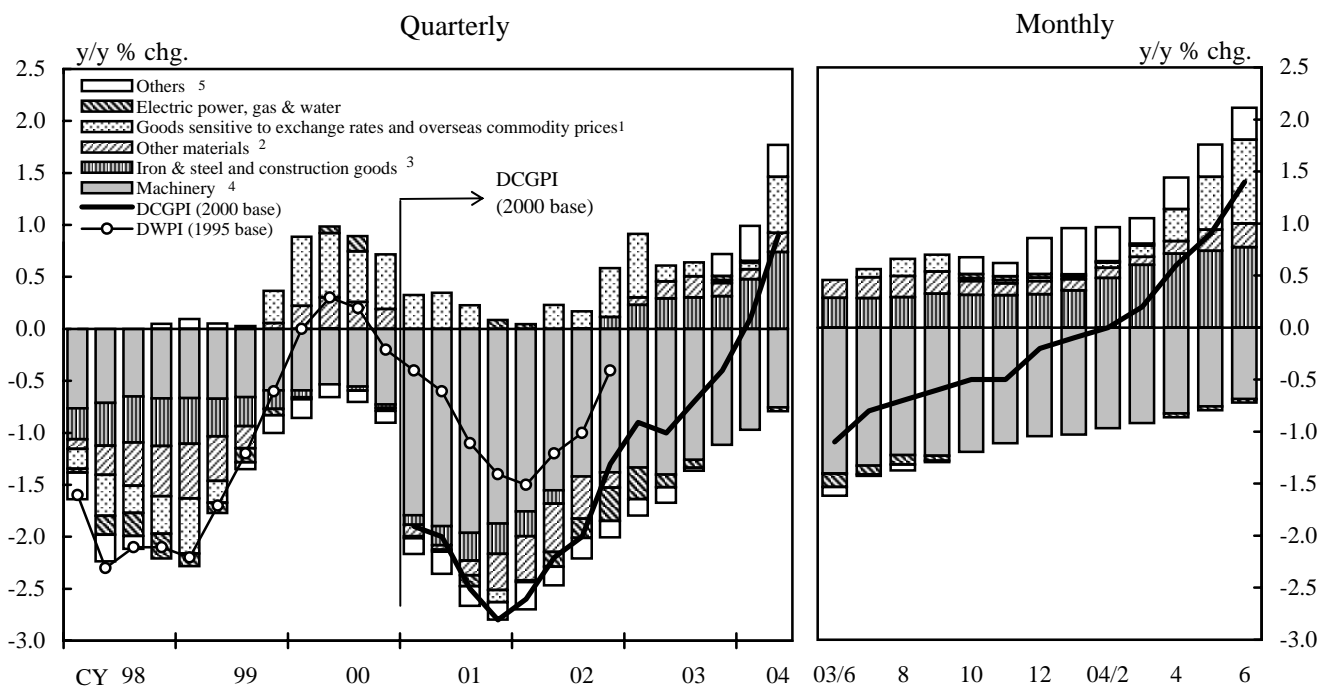 Quarterly
Monthly
y/y % chg.
y/y % chg.
2.5
2.0
1.5
1.0
0.5
0.0
-0.5
-1.0
-1.5
-2.0
-2.5
-3.0
Others 5
Electric power, gas & water
Goods sensitive to exchange rates and overseas commodity prices1
Other materials 2
Iron & steel and construction goods 3
Machinery 4
DCGPI (2000 base)
DWPI (1995 base)
DCGPI
(2000 base)
2.5
2.0
1.5
1.0
0.5
0.0
-0.5
-1.0
-1.5
-2.0
-2.5
-3.0
CY 98 99 00 01 02 03 04
03/6 8 10 12 04/2 4 6